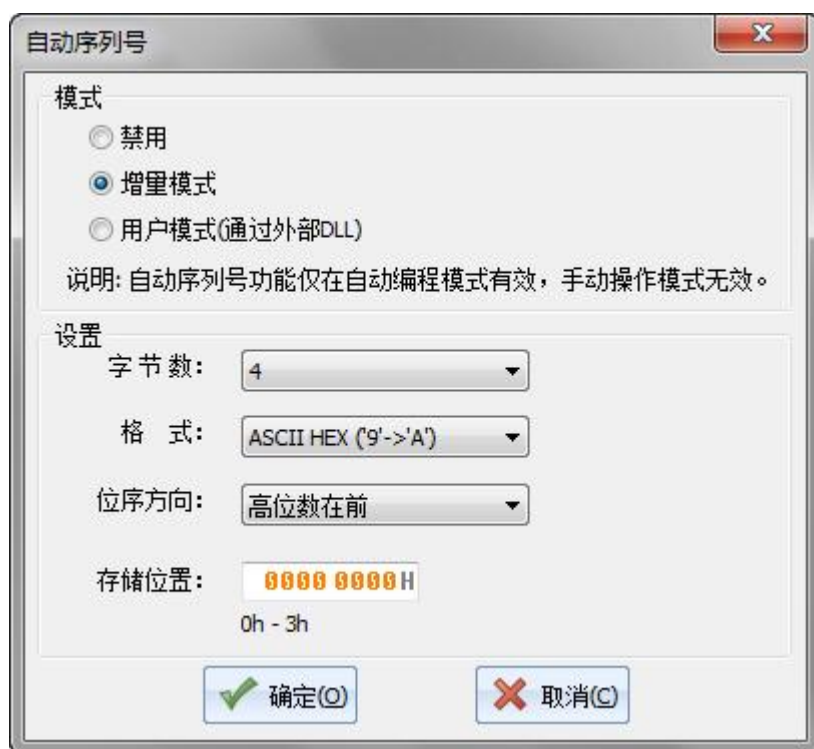 自动序列号
模式
禁用
增量模式
用户模式(通过外部DLL)
说明: 自动序列号功能仅在自动编程模式有效，手动操作模式无效。
设置
字 节 数： 4
格 式： ASCII HEX ('9'->'A')
位序方向： 高位数在前
存储位置： 0000 0000H
0h - 3h
确定(O) 取消(C)